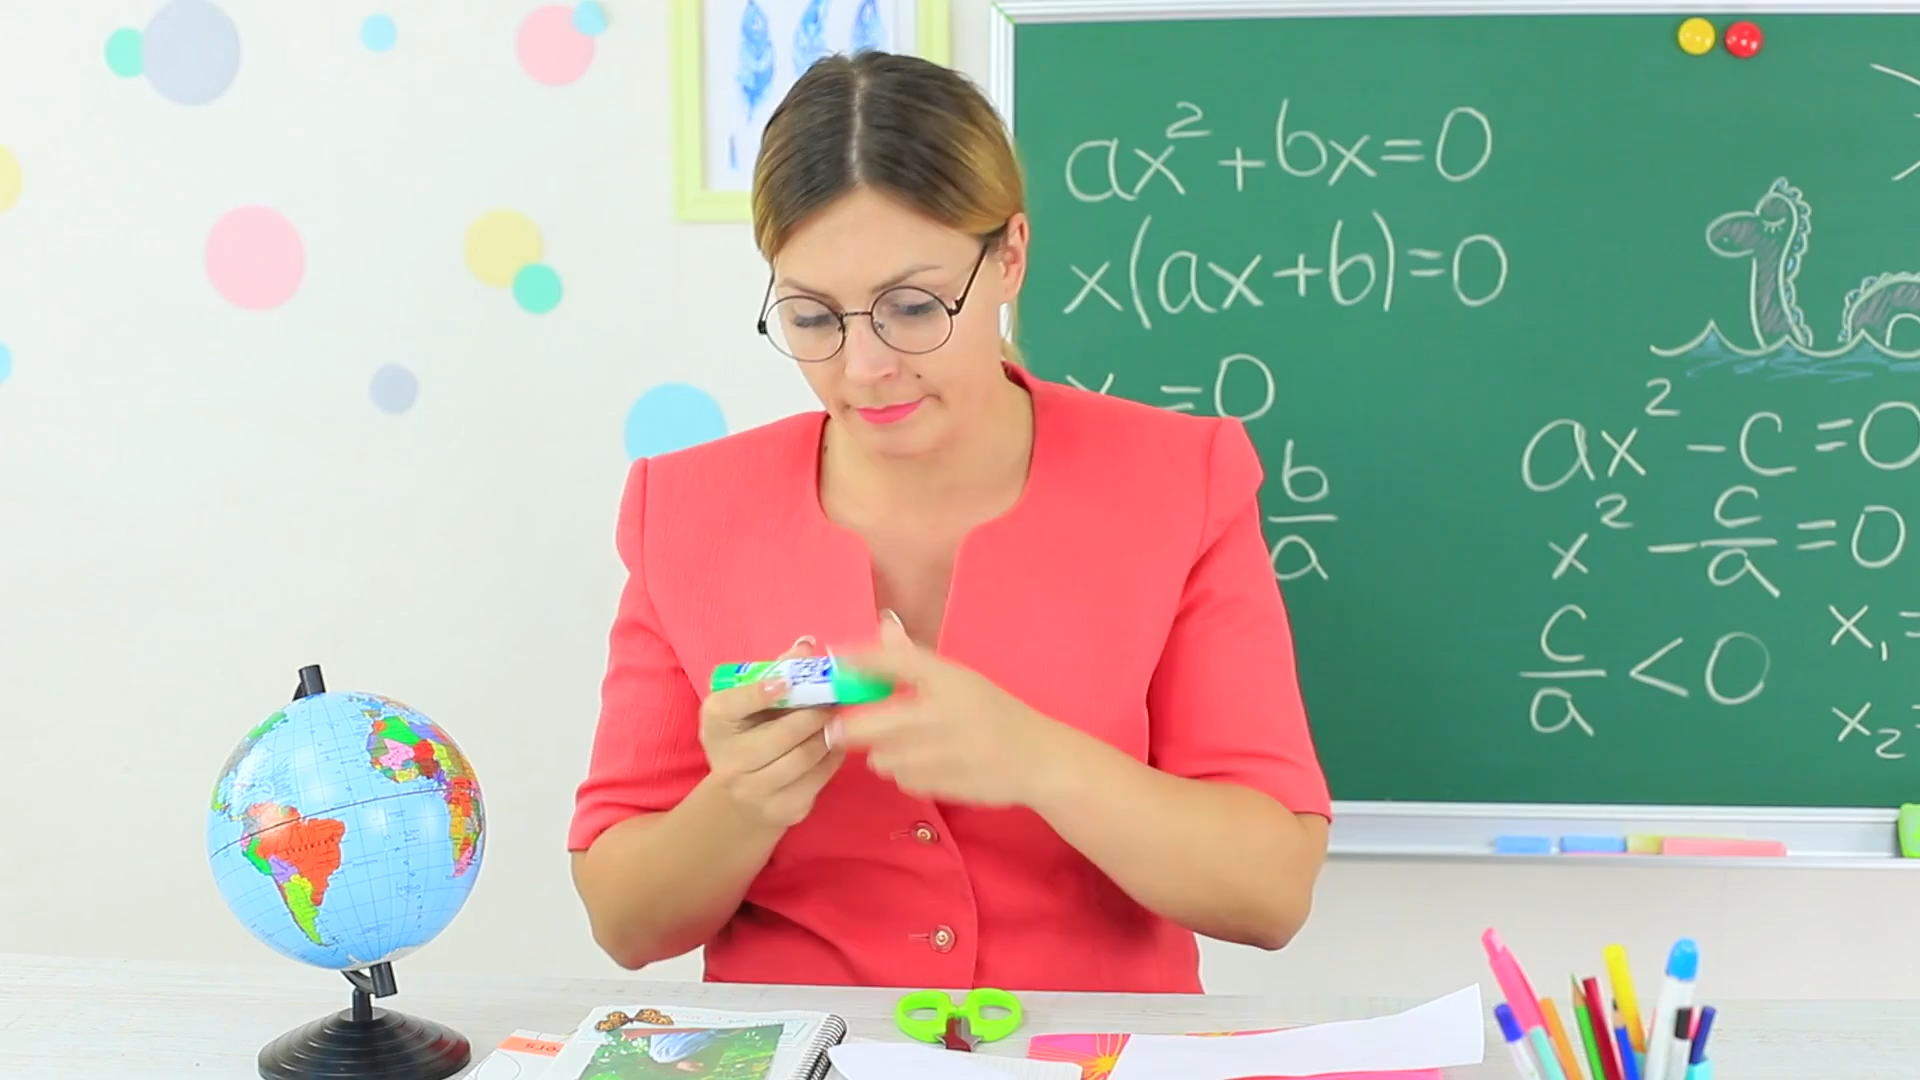 ax²+bx=0
x(ax+b)=0
=0
b
a
ax²-c=0
x²-c/a=0
c/a<0
x₁=
x₂=